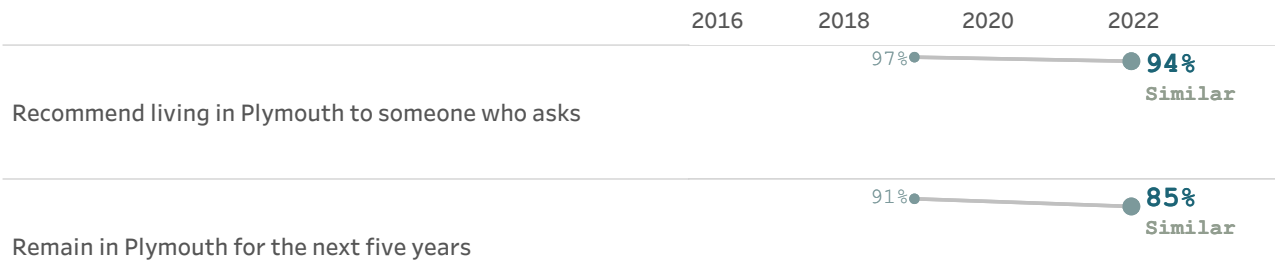 2016 2018 2020 2022
97% 94%
Similar
Recommend living in Plymouth to someone who asks
91% 85%
Similar
Remain in Plymouth for the next five years